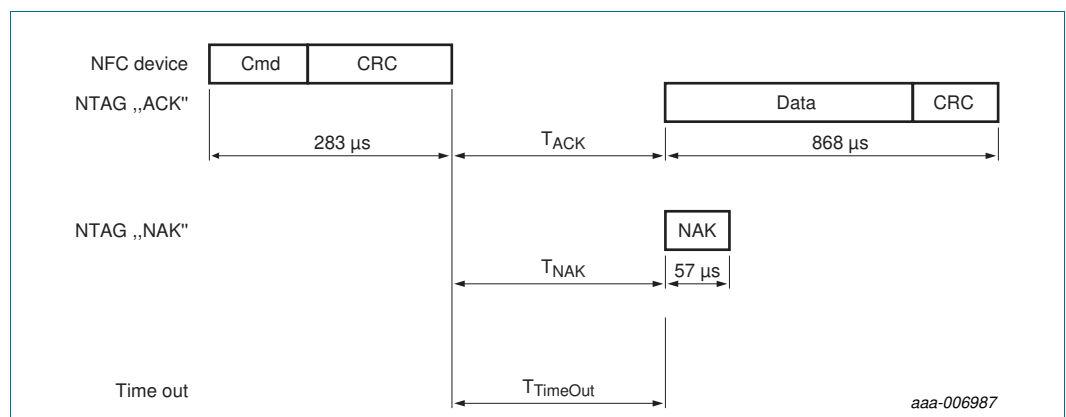 NFC device Cmd CRC
NTAG ,,ACK" Data CRC
283 µs TACK 868 µs
NTAG ,,NAK" NAK
TNAK 57 µs
Time out TTimeOut
aaa-006987